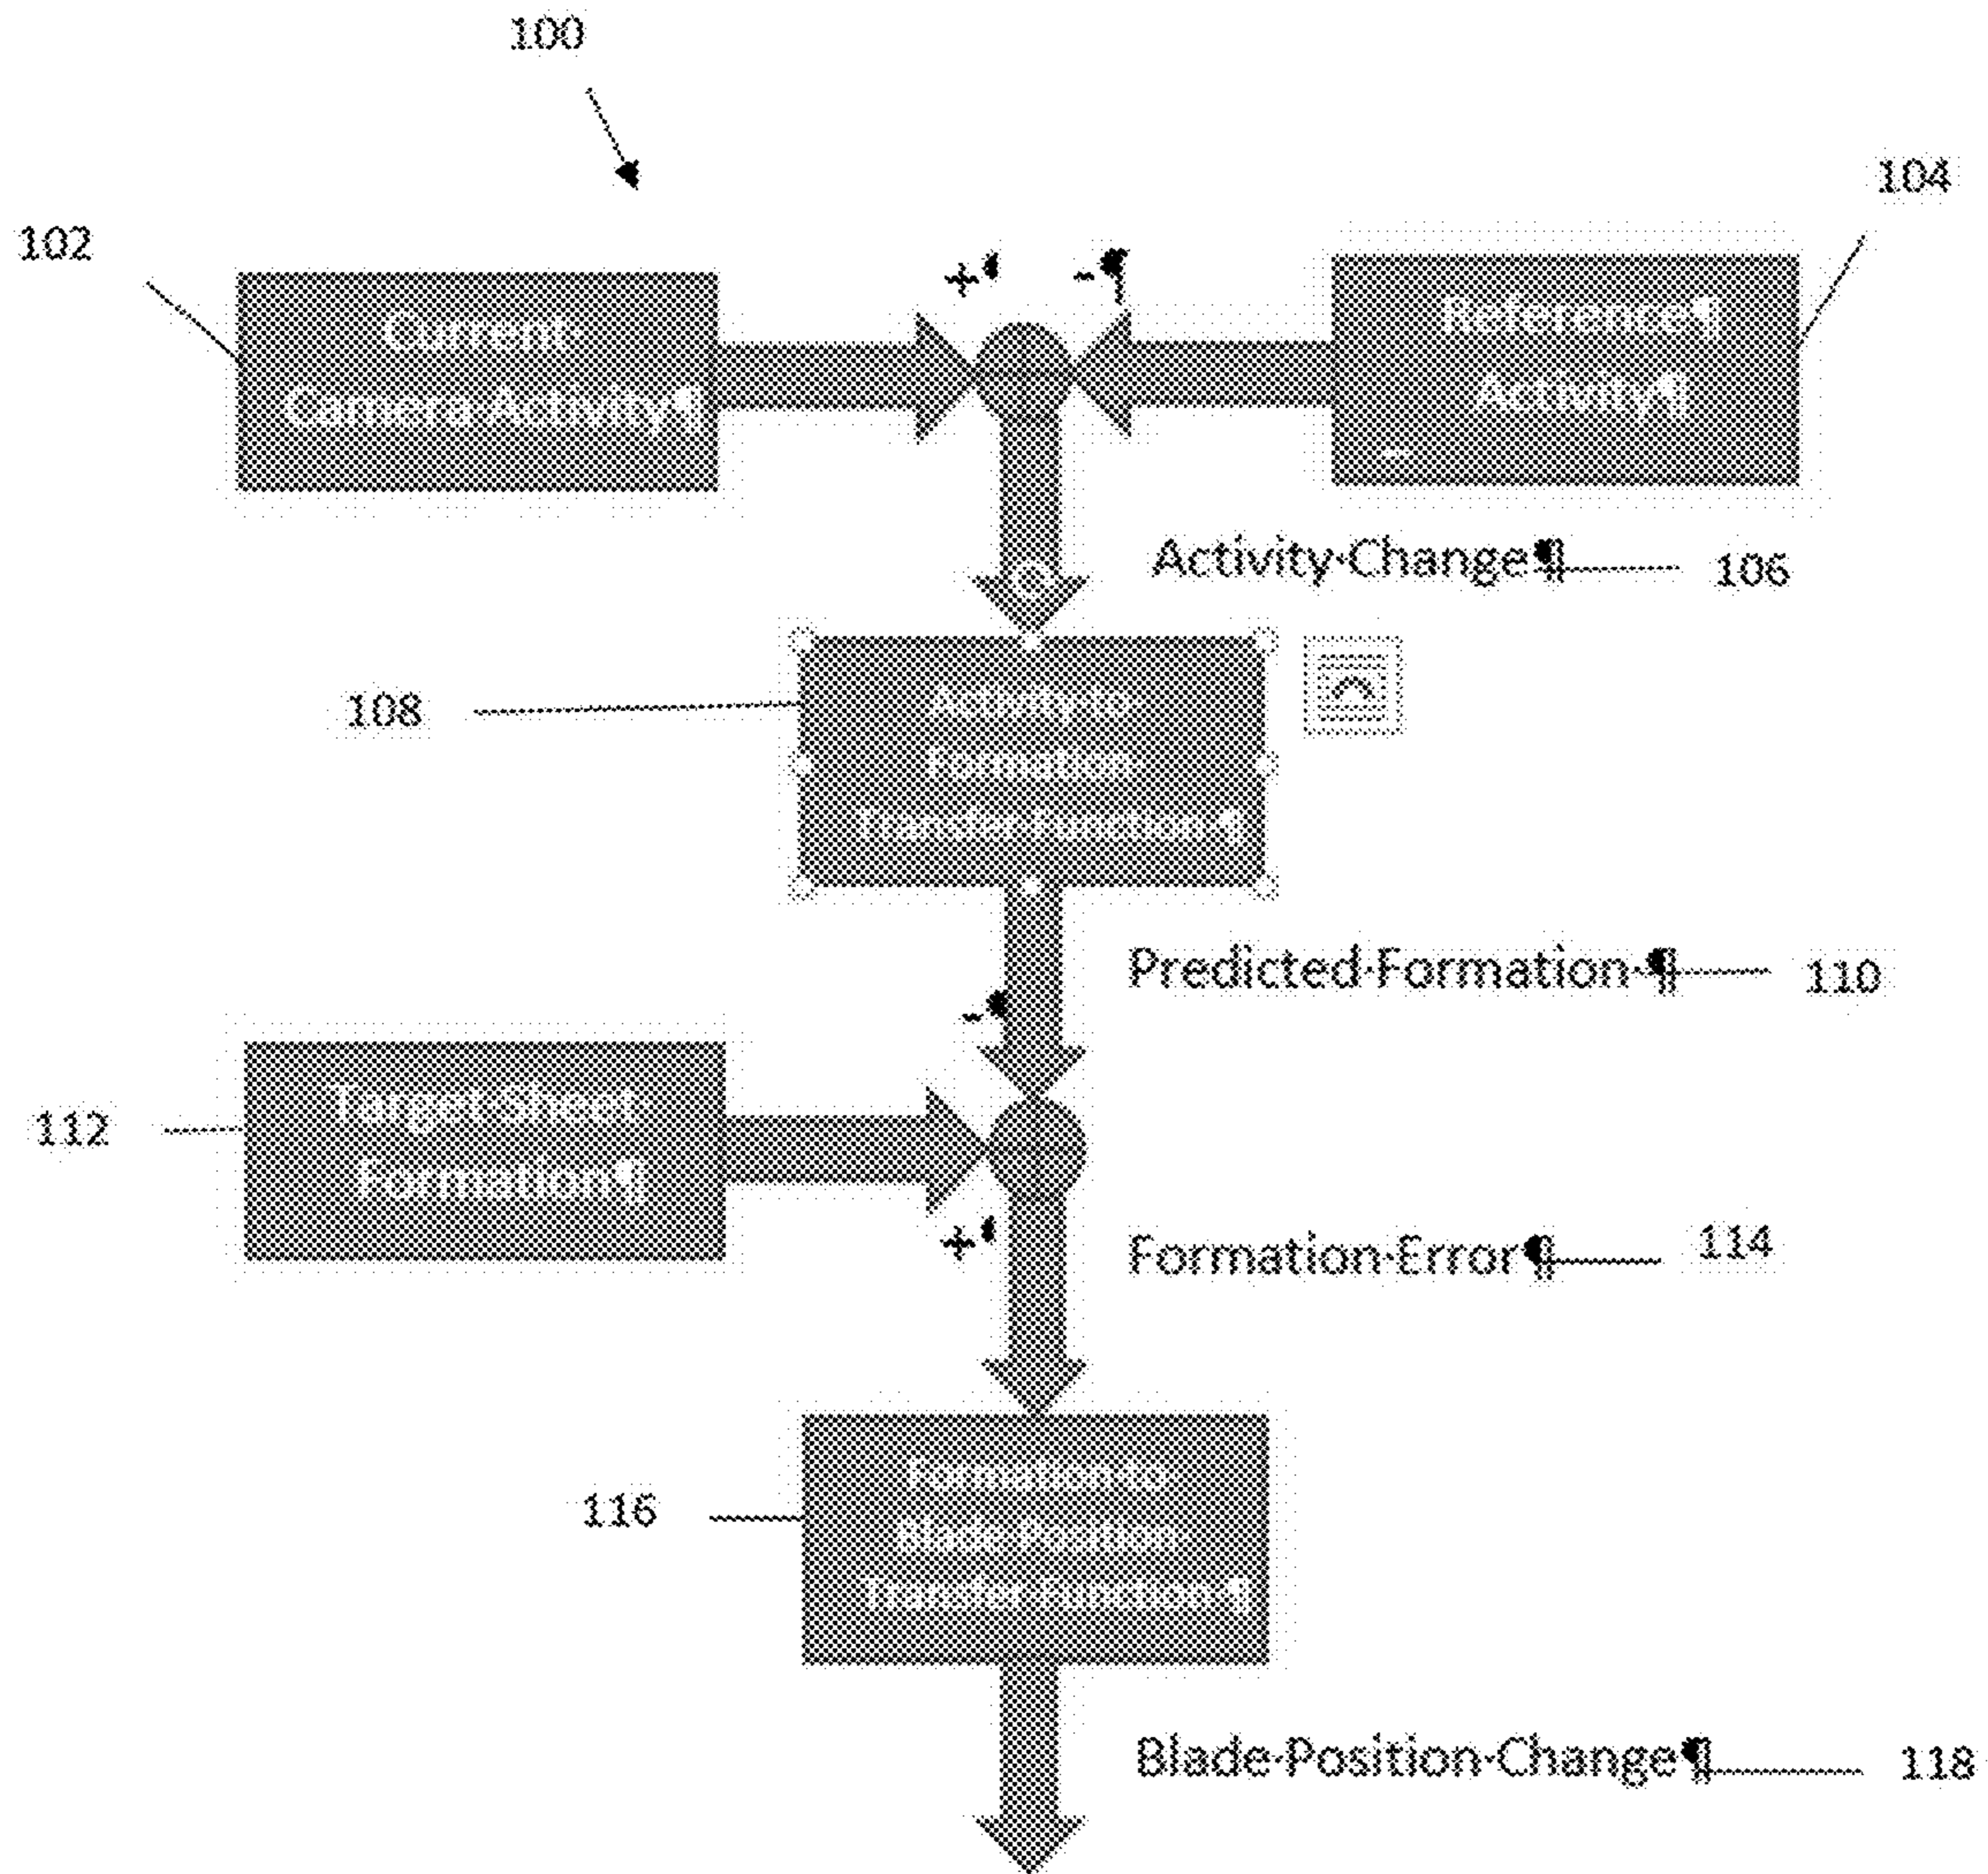 100
104
102
+ -
Current
Camera Activity¶
Reference¶
Activity¶
Activity·Change¶
106
108
Activity·to·
Formation·
Transfer·Function·¶
Predicted·Formation·¶
110
-
112
Target·Sheet·
Formation¶
+
Formation·Error¶
114
116
Formation·to·
Blade·Position·
Transfer·Function·¶
Blade·Position·Change¶
118